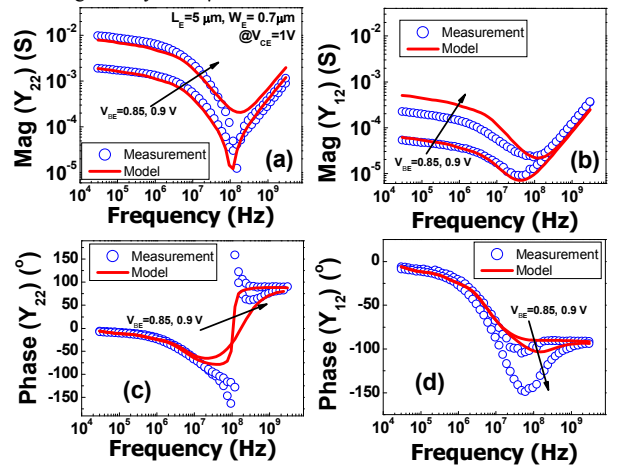 L_E=5 μm, W_E= 0.7μm
@V_CE=1V
Mag (Y_22) (S)
10^-2
10^-3
10^-4
10^-5
V_BE=0.85, 0.9 V
Measurement
Model
(a)
10^4 10^5 10^6 10^7 10^8 10^9
Frequency (Hz)
Mag (Y_12) (S)
10^-2
10^-3
10^-4
10^-5
Measurement
Model
V_BE=0.85, 0.9 V
(b)
10^4 10^5 10^6 10^7 10^8 10^9
Frequency (Hz)
Phase (Y_22) (°)
150
100
50
0
-50
-100
-150
Measurement
Model
V_BE=0.85, 0.9 V
(c)
10^4 10^5 10^6 10^7 10^8 10^9
Frequency (Hz)
Phase (Y_12) (°)
0
-50
-100
-150
Measurement
Model
V_BE=0.85, 0.9 V
(d)
10^4 10^5 10^6 10^7 10^8 10^9
Frequency (Hz)